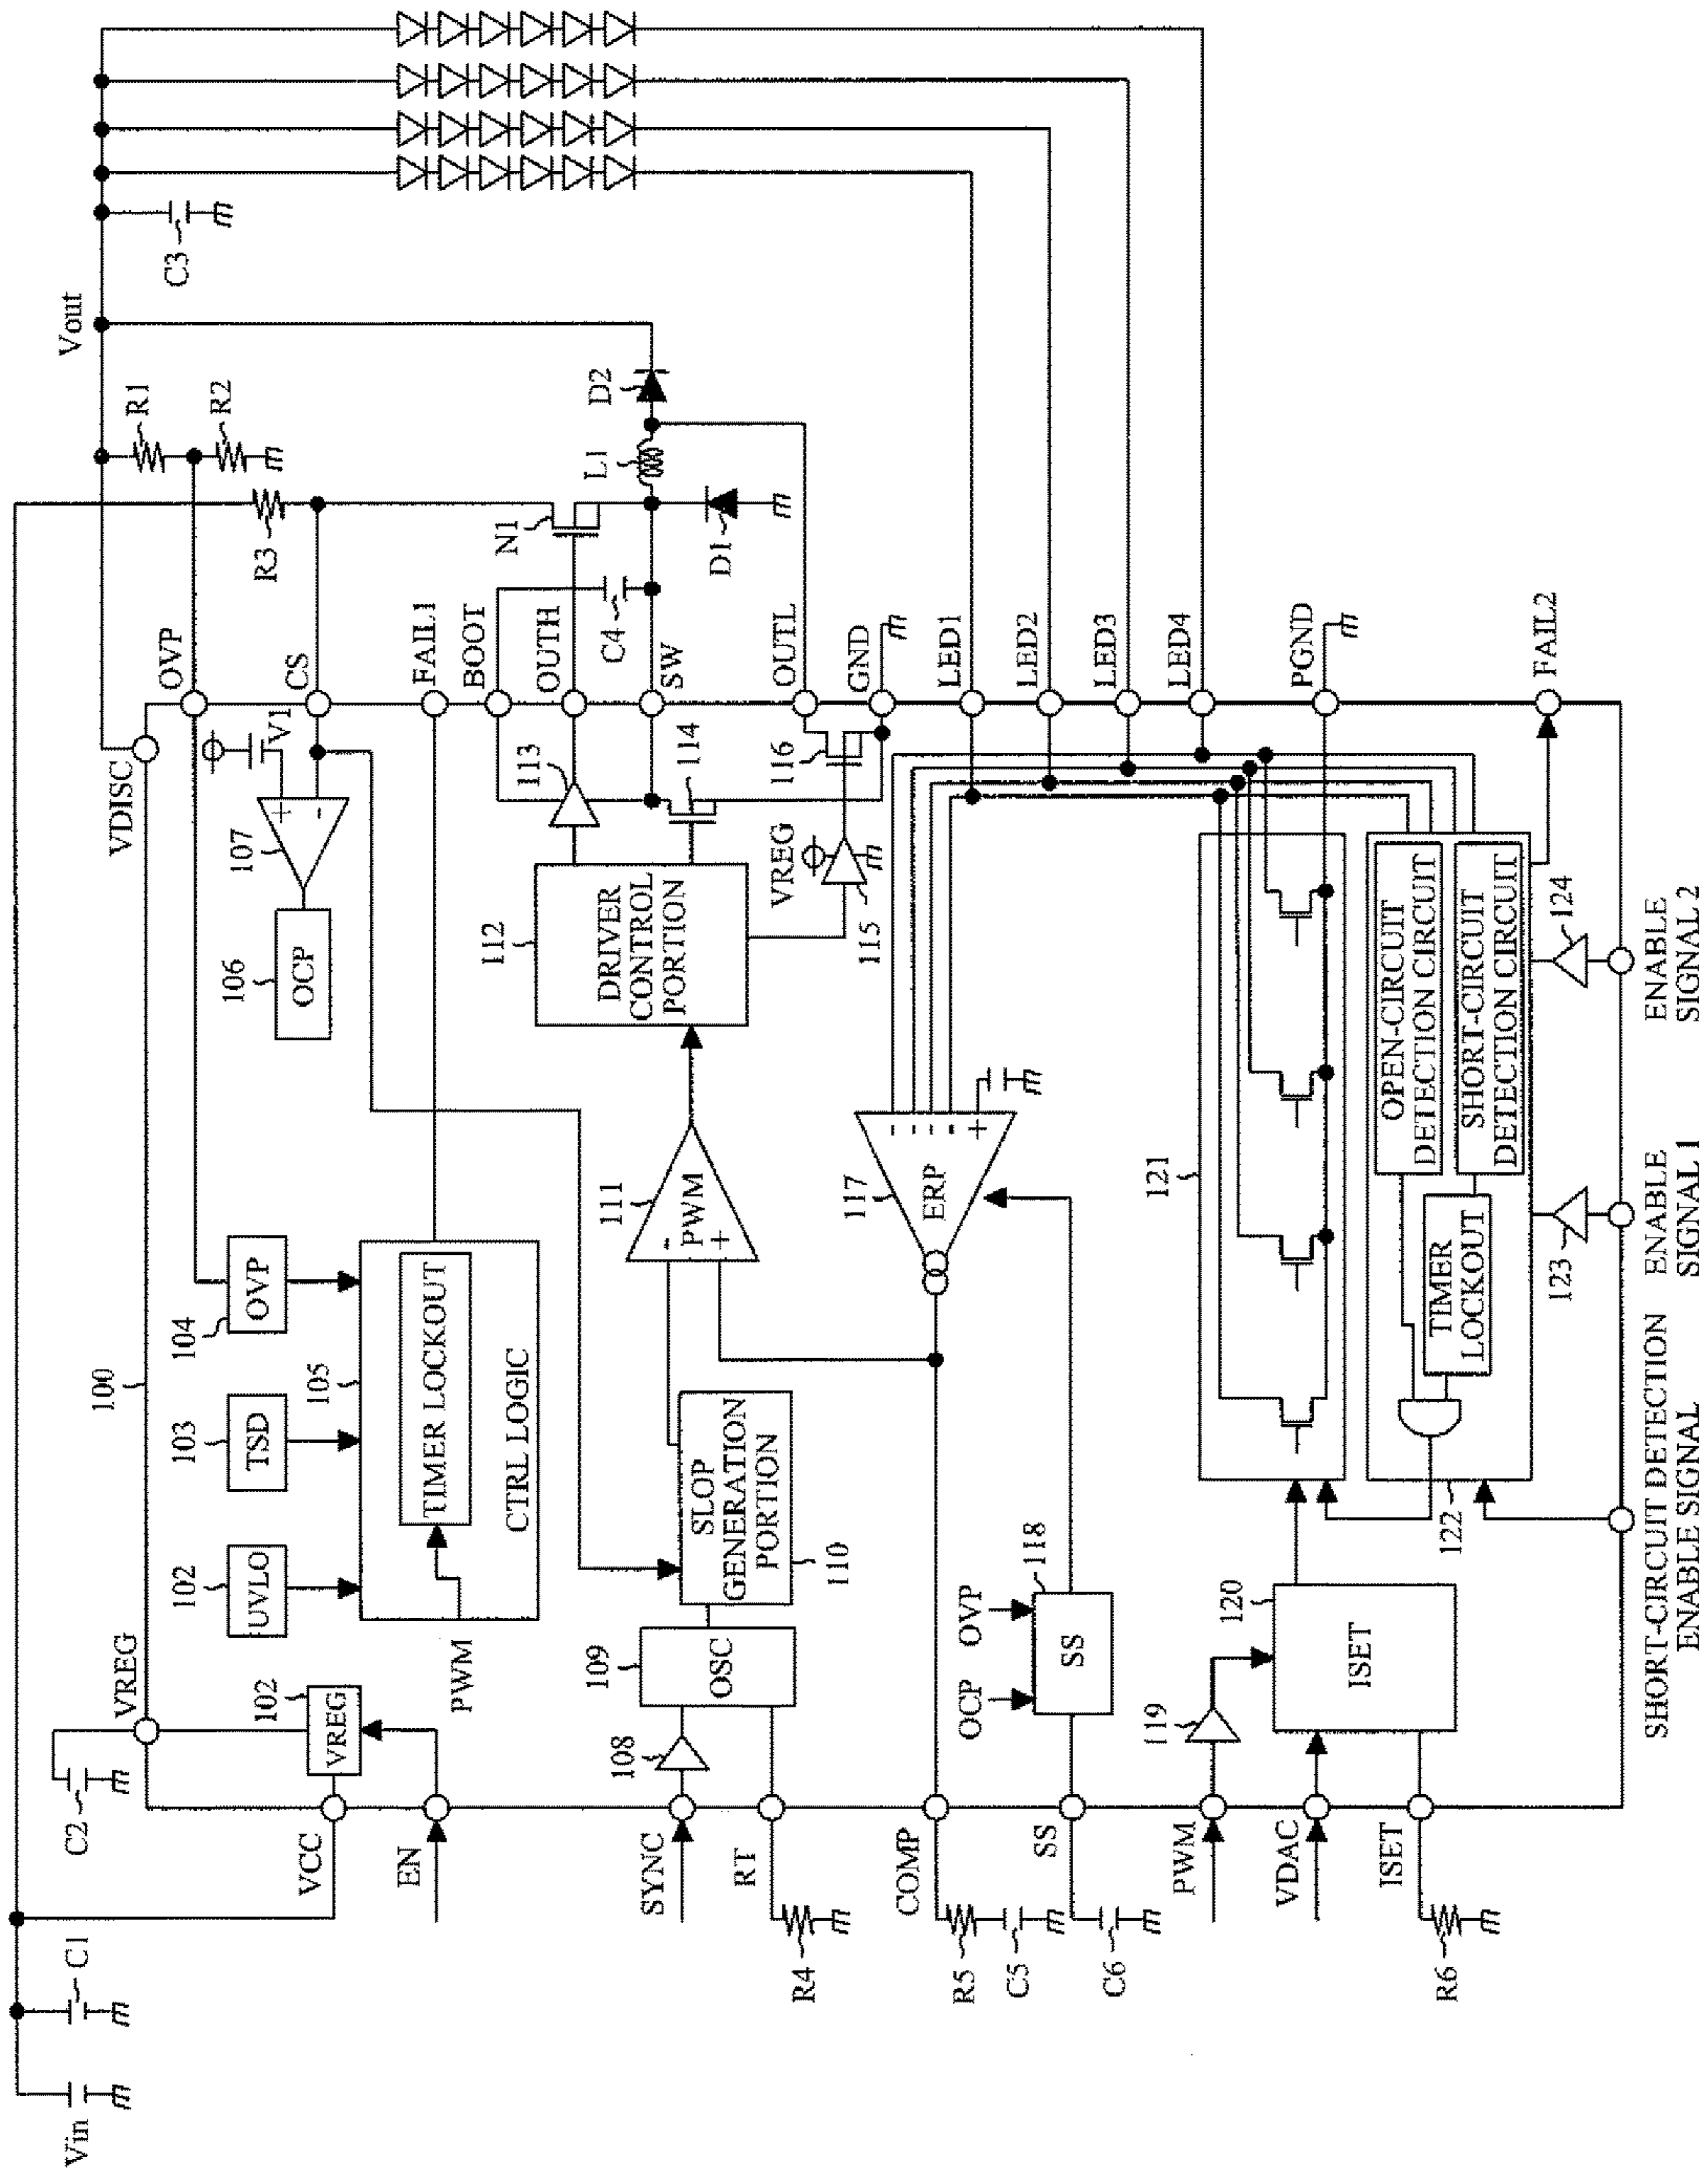 Vin
C1
C2
VREG
VCC
EN
102
VREG
100
VDISC
Vout
C3
R1
R2
R3
OVP
CS
FAIL1
BOOT
OUTH
SW
OUTL
GND
LED1
LED2
LED3
LED4
PGND
FAIL2
102
UVLO
103
TSD
104
OVP
105
TIMER LOCKOUT
CTRL LOGIC
PWM
106
OCP
107
+
-
V1
N1
C4
D1
L1
D2
SYNC
RT
R4
108
109
OSC
SLOP
GENERATION
PORTION
110
111
PWM
-
+
112
DRIVER
CONTROL
PORTION
113
114
VREG
115
116
COMP
R5
C5
SS
C6
117
ERP
-
-
-
-
+
OCP
OVP
118
SS
PWM
VDAC
ISET
R6
119
120
ISET
121
122
TIMER
LOCKOUT
OPEN-CIRCUIT
DETECTION CIRCUIT
SHORT-CIRCUIT
DETECTION CIRCUIT
123
124
SHORT-CIRCUIT DETECTION
ENABLE SIGNAL
ENABLE
SIGNAL 1
ENABLE
SIGNAL 2